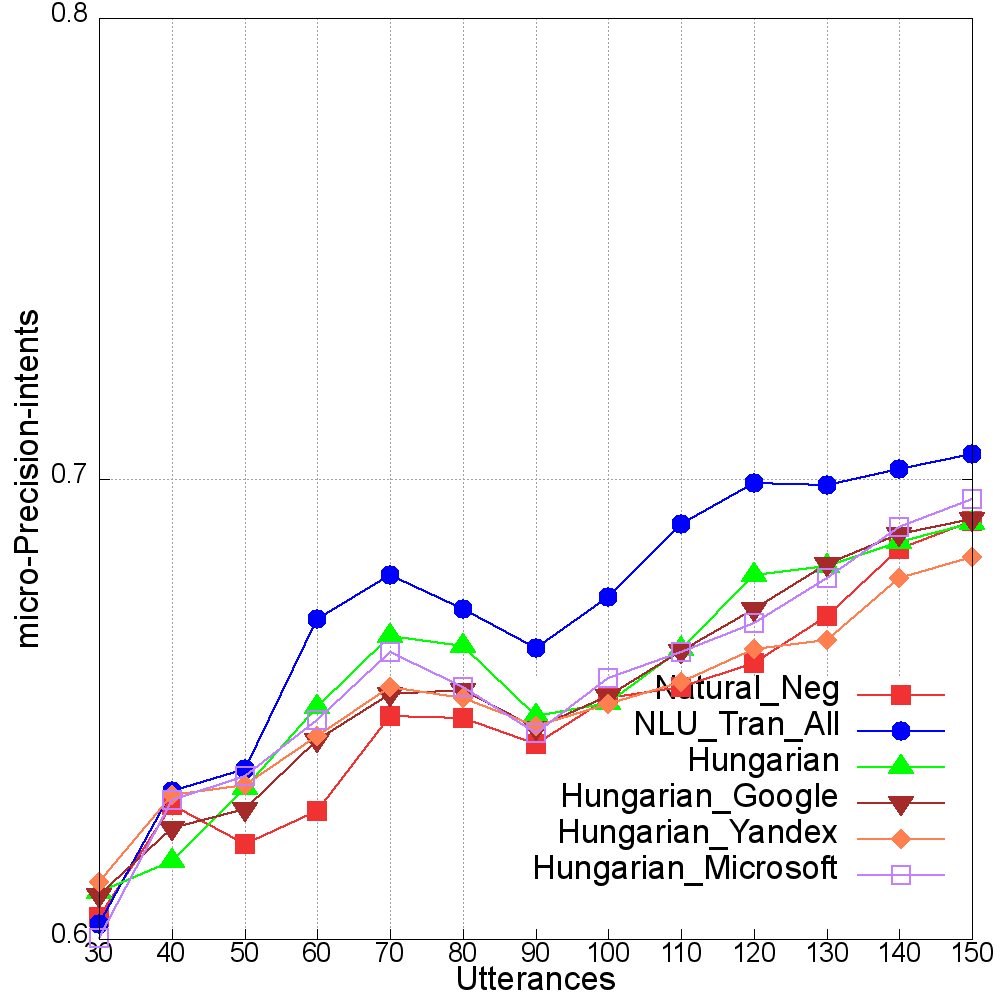 0.8
0.7
0.6
micro-Precision-intents
Natural_Neg
NLU_Tran_All
Hungarian
Hungarian_Google
Hungarian_Yandex
Hungarian_Microsoft
30 40 50 60 70 80 90 100 110 120 130 140 150
Utterances